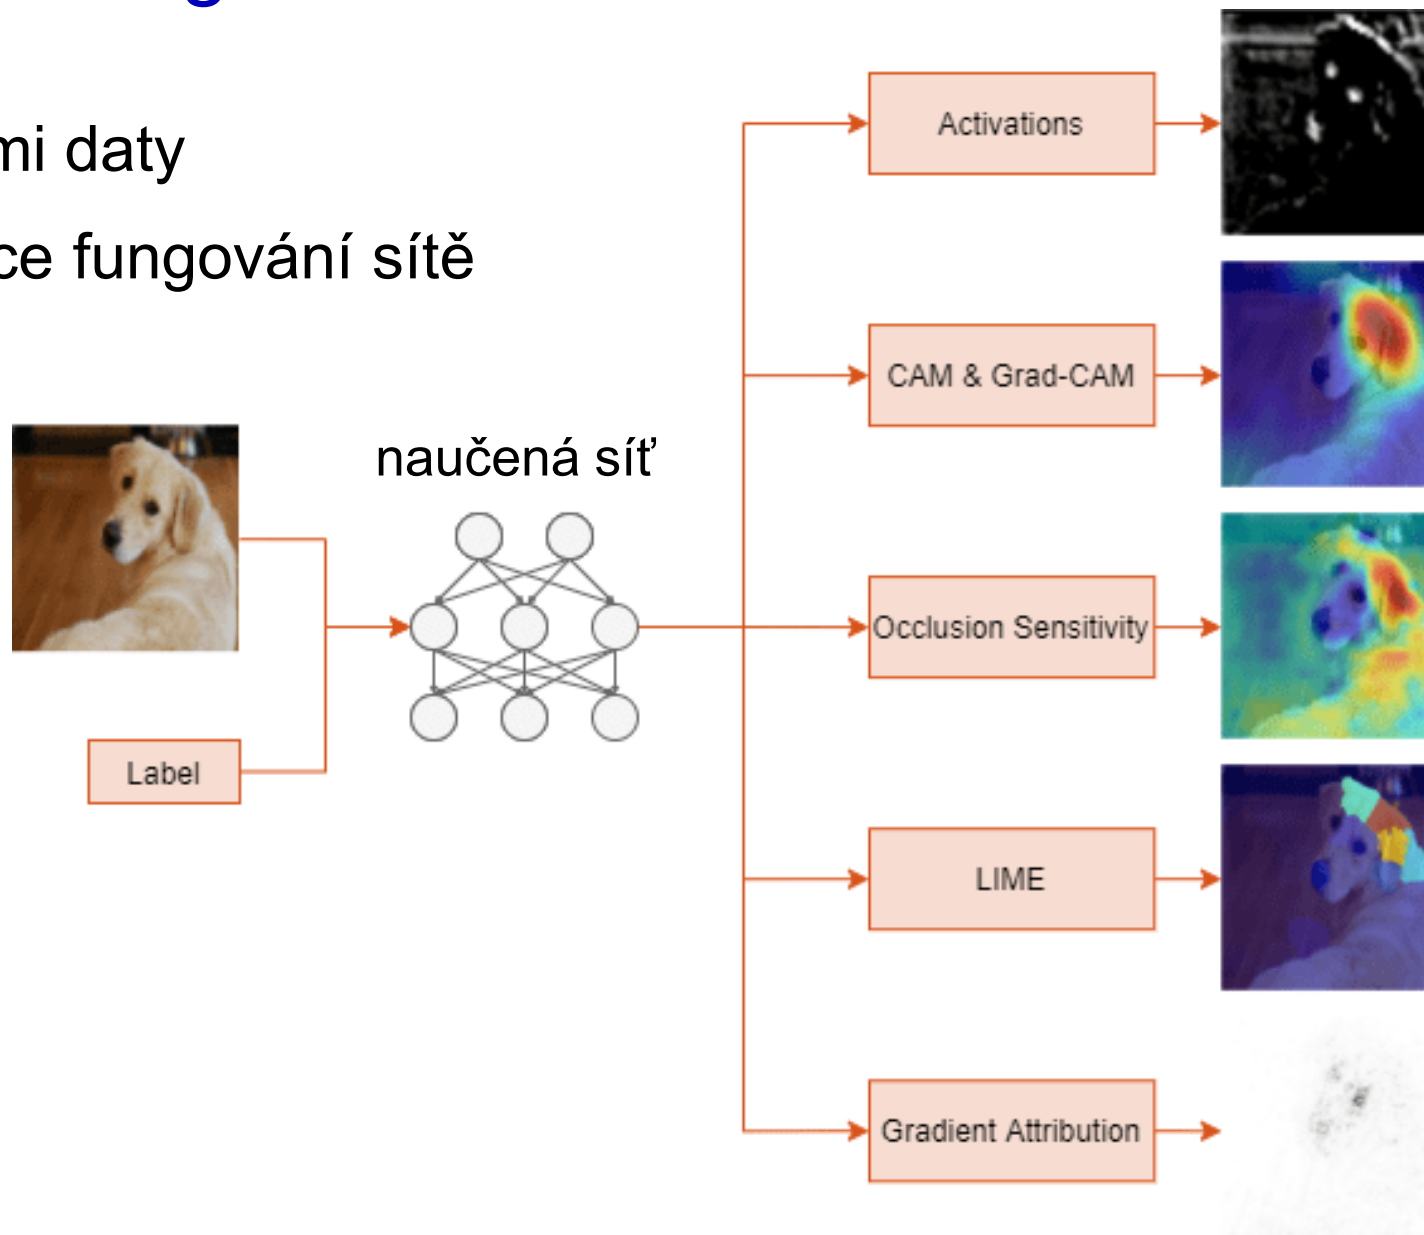 mi daty
ce fungování sítě
naučená síť
Label
Activations
CAM & Grad-CAM
Occlusion Sensitivity
LIME
Gradient Attribution